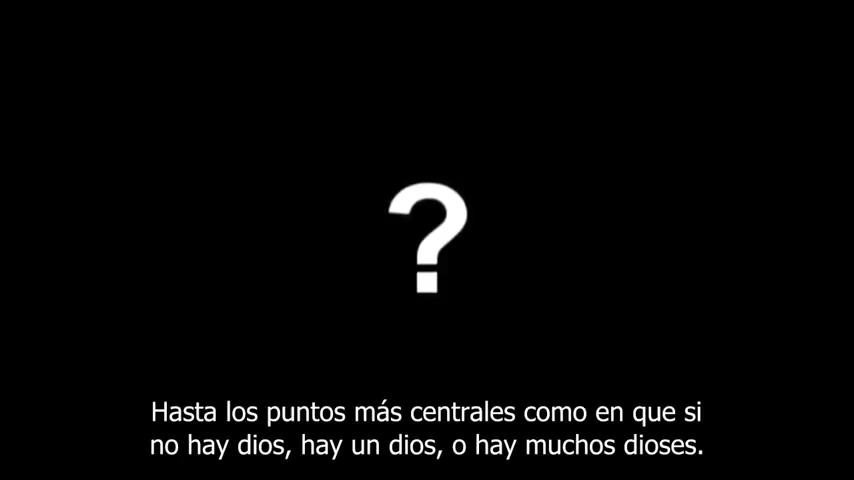 ?
Hasta los puntos más centrales como en que si
no hay dios, hay un dios, o hay muchos dioses.